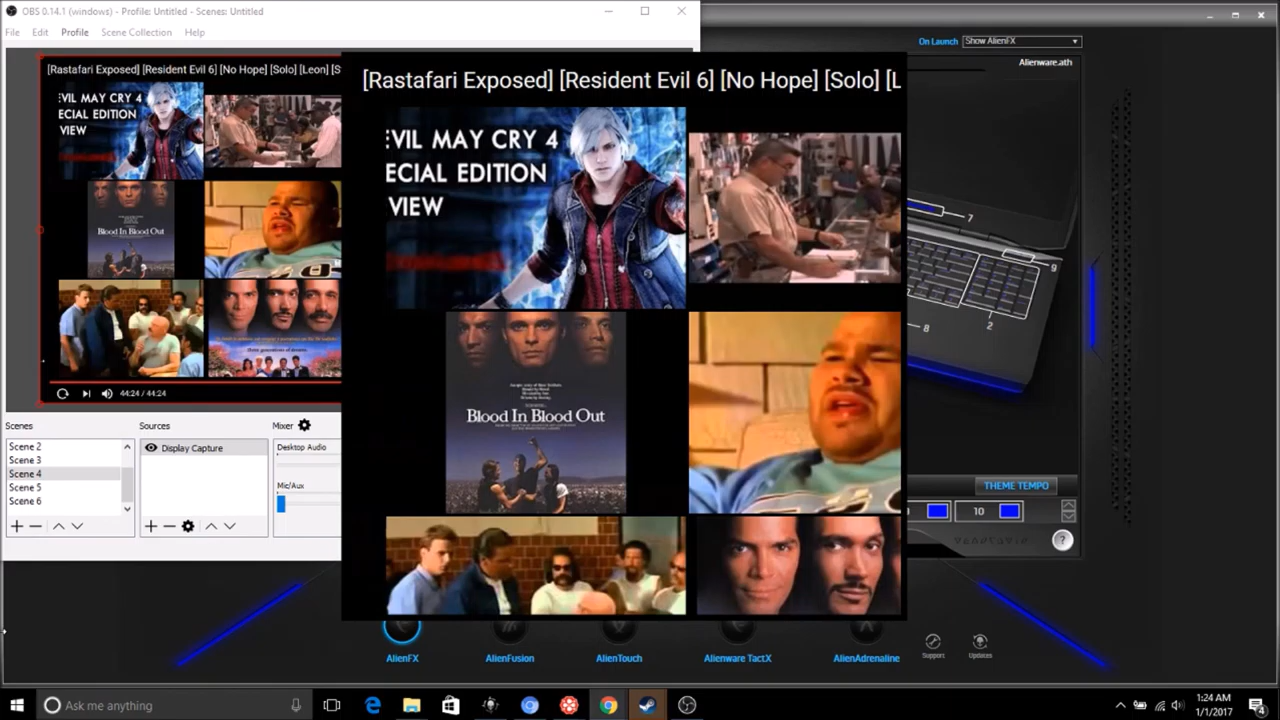 OBS 0.14.1 (windows) - Profile: Untitled - Scenes: Untitled
File Edit Profile Scene Collection Help
On Launch Show AlienFX
Alienware.ath
[Rastafari Exposed] [Resident Evil 6] [No Hope] [Solo] [Leon] [S
EVIL MAY CRY 4
ECIAL EDITION
VIEW
Blood In Blood Out
44:24 / 44:24
[Rastafari Exposed] [Resident Evil 6] [No Hope] [Solo] [L
EVIL MAY CRY 4
ECIAL EDITION
VIEW
Blood In Blood Out
7
9
8
2
Scenes
Scene 2
Scene 3
Scene 4
Scene 5
Scene 6
Sources
Display Capture
Mixer
Desktop Audio
Mic/Aux
THEME TEMPO
10
?
AlienFX
AlienFusion
AlienTouch
Alienware TactX
AlienAdrenaline
Support
Updates
Ask me anything
1:24 AM
1/1/2017
4